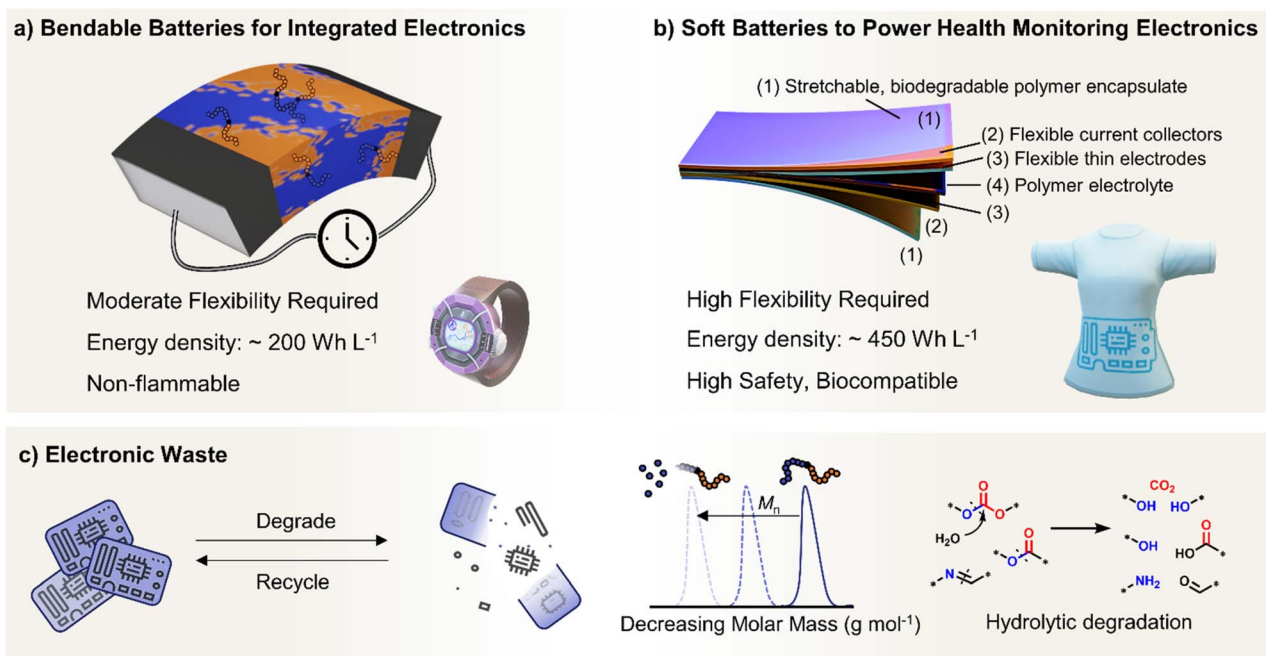 a) Bendable Batteries for Integrated Electronics
Moderate Flexibility Required
Energy density: ~ 200 Wh L⁻¹
Non-flammable
b) Soft Batteries to Power Health Monitoring Electronics
(1) Stretchable, biodegradable polymer encapsulate
(1)
(2) Flexible current collectors
(3) Flexible thin electrodes
(4) Polymer electrolyte
(3)
(2)
(1)
High Flexibility Required
Energy density: ~ 450 Wh L⁻¹
High Safety, Biocompatible
c) Electronic Waste
Degrade
Recycle
Mₙ
Decreasing Molar Mass (g mol⁻¹)
O
* O O *
H₂O
O
* O *
* N *
CO₂
* OH HO *
* OH
O
HO *
* NH₂
O *
Hydrolytic degradation